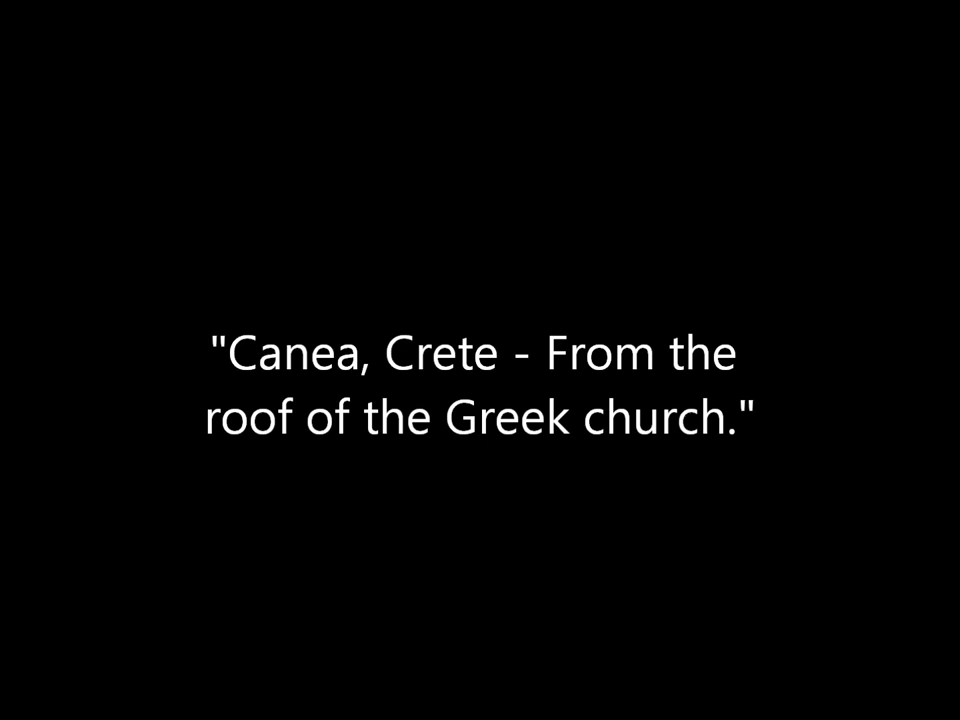 "Canea, Crete - From the
roof of the Greek church."